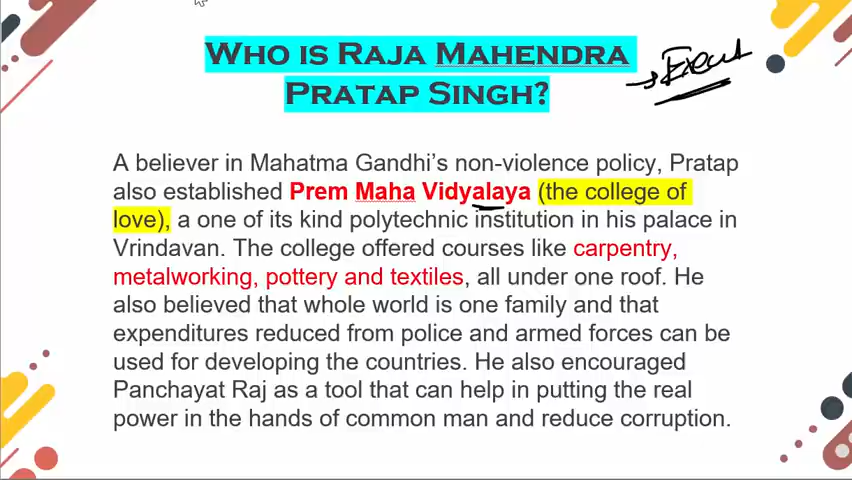 WHO IS RAJA MAHENDRA
PRATAP SINGH?
A believer in Mahatma Gandhi's non-violence policy, Pratap
also established Prem Maha Vidyalaya (the college of
love), a one of its kind polytechnic institution in his palace in
Vrindavan. The college offered courses like carpentry,
metalworking, pottery and textiles, all under one roof. He
also believed that whole world is one family and that
expenditures reduced from police and armed forces can be
used for developing the countries. He also encouraged
Panchayat Raj as a tool that can help in putting the real
power in the hands of common man and reduce corruption.